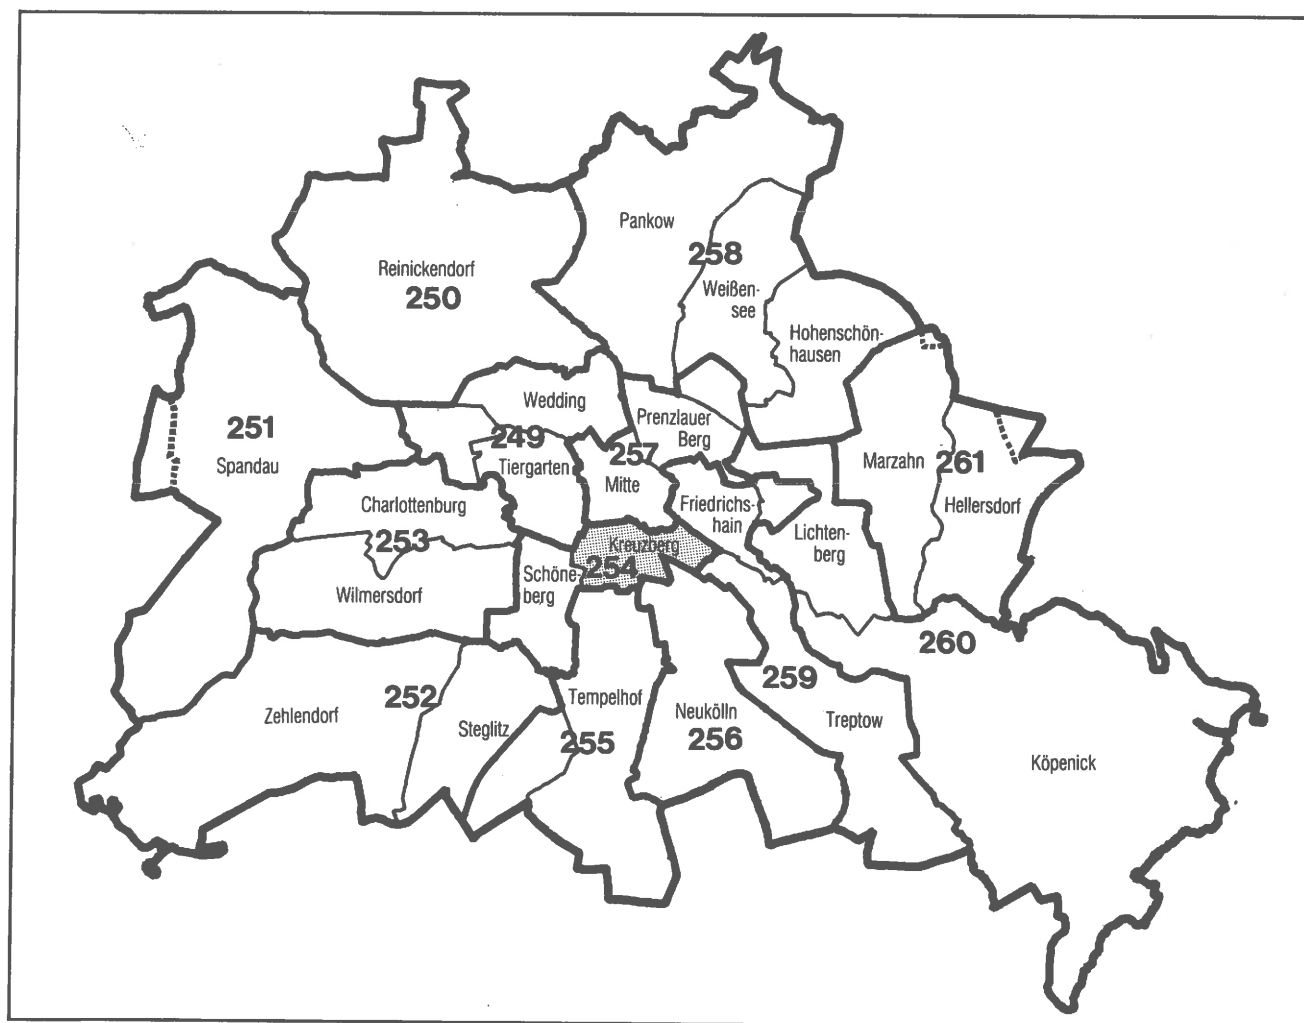 Pankow
258
Reinickendorf
250
Weißen-
see
Hohenschön-
hausen
Wedding
Prenzlauer
Berg
251
Spandau
249
Tiergarten
257
Mitte
Marzahn
261
Hellersdorf
Charlottenburg
253
Friedrichs-
hain
Lichten-
berg
Kreuzberg
254
Schöne-
berg
Wilmersdorf
260
252
Zehlendorf
Steglitz
Tempelhof
255
Neukölln
256
259
Treptow
Köpenick